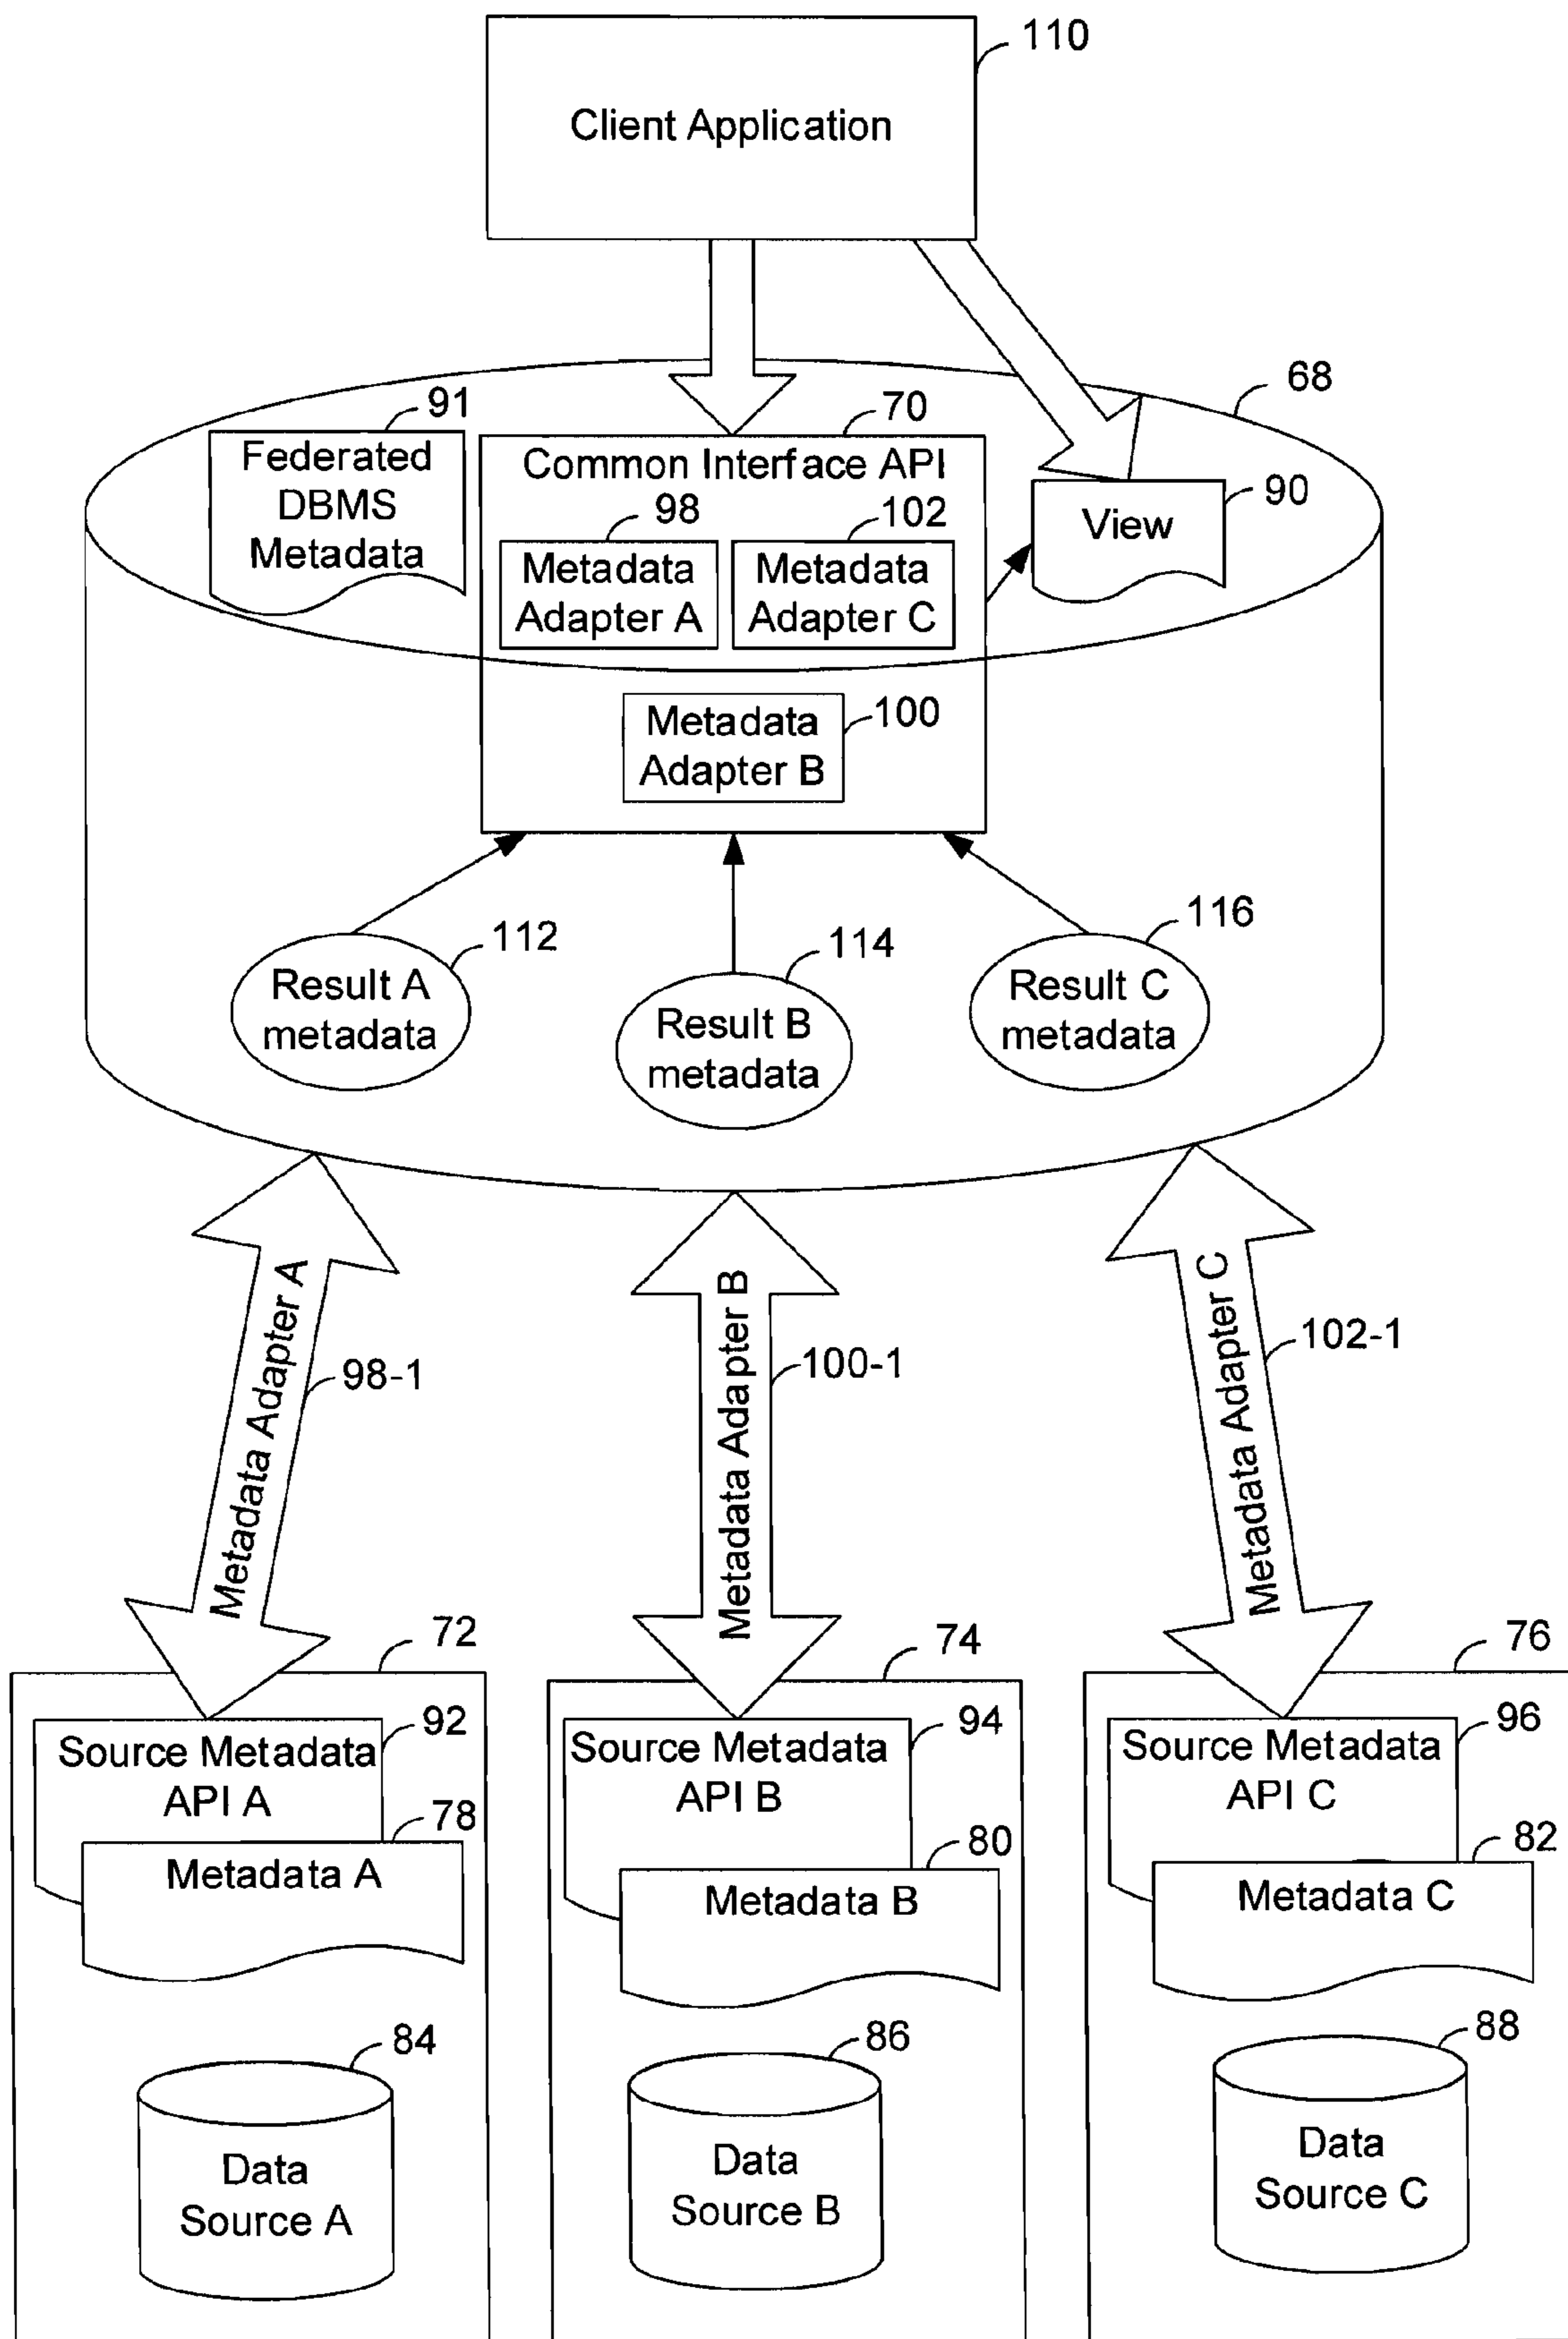 110
Client Application
68
91
70
Federated
DBMS
Metadata
Common Interface API
90
View
98
102
Metadata
Adapter A
Metadata
Adapter C
100
Metadata
Adapter B
112
114
116
Result A
metadata
Result B
metadata
Result C
metadata
Metadata Adapter A
98-1
Metadata Adapter B
100-1
Metadata Adapter C
102-1
72
74
76
92
Source Metadata
API A
78
Metadata A
84
Data
Source A
94
Source Metadata
API B
80
Metadata B
86
Data
Source B
96
Source Metadata
API C
82
Metadata C
88
Data
Source C